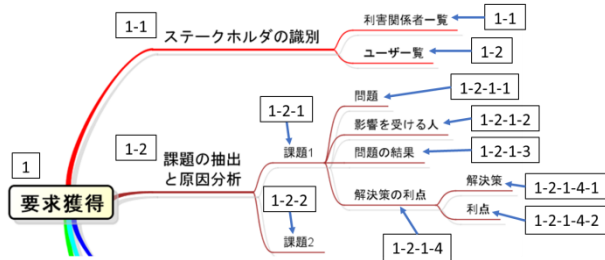 1-1
ステークホルダの識別
利害関係者一覧
1-1
ユーザー覧
1-2
1
要求獲得
1-2
課題の抽出
と原因分析
1-2-1
課題1
問題
1-2-1-1
影響を受ける人
1-2-1-2
問題の結果
1-2-1-3
解決策の利点
1-2-1-4
解決策
1-2-1-4-1
利点
1-2-1-4-2
1-2-2
課題2